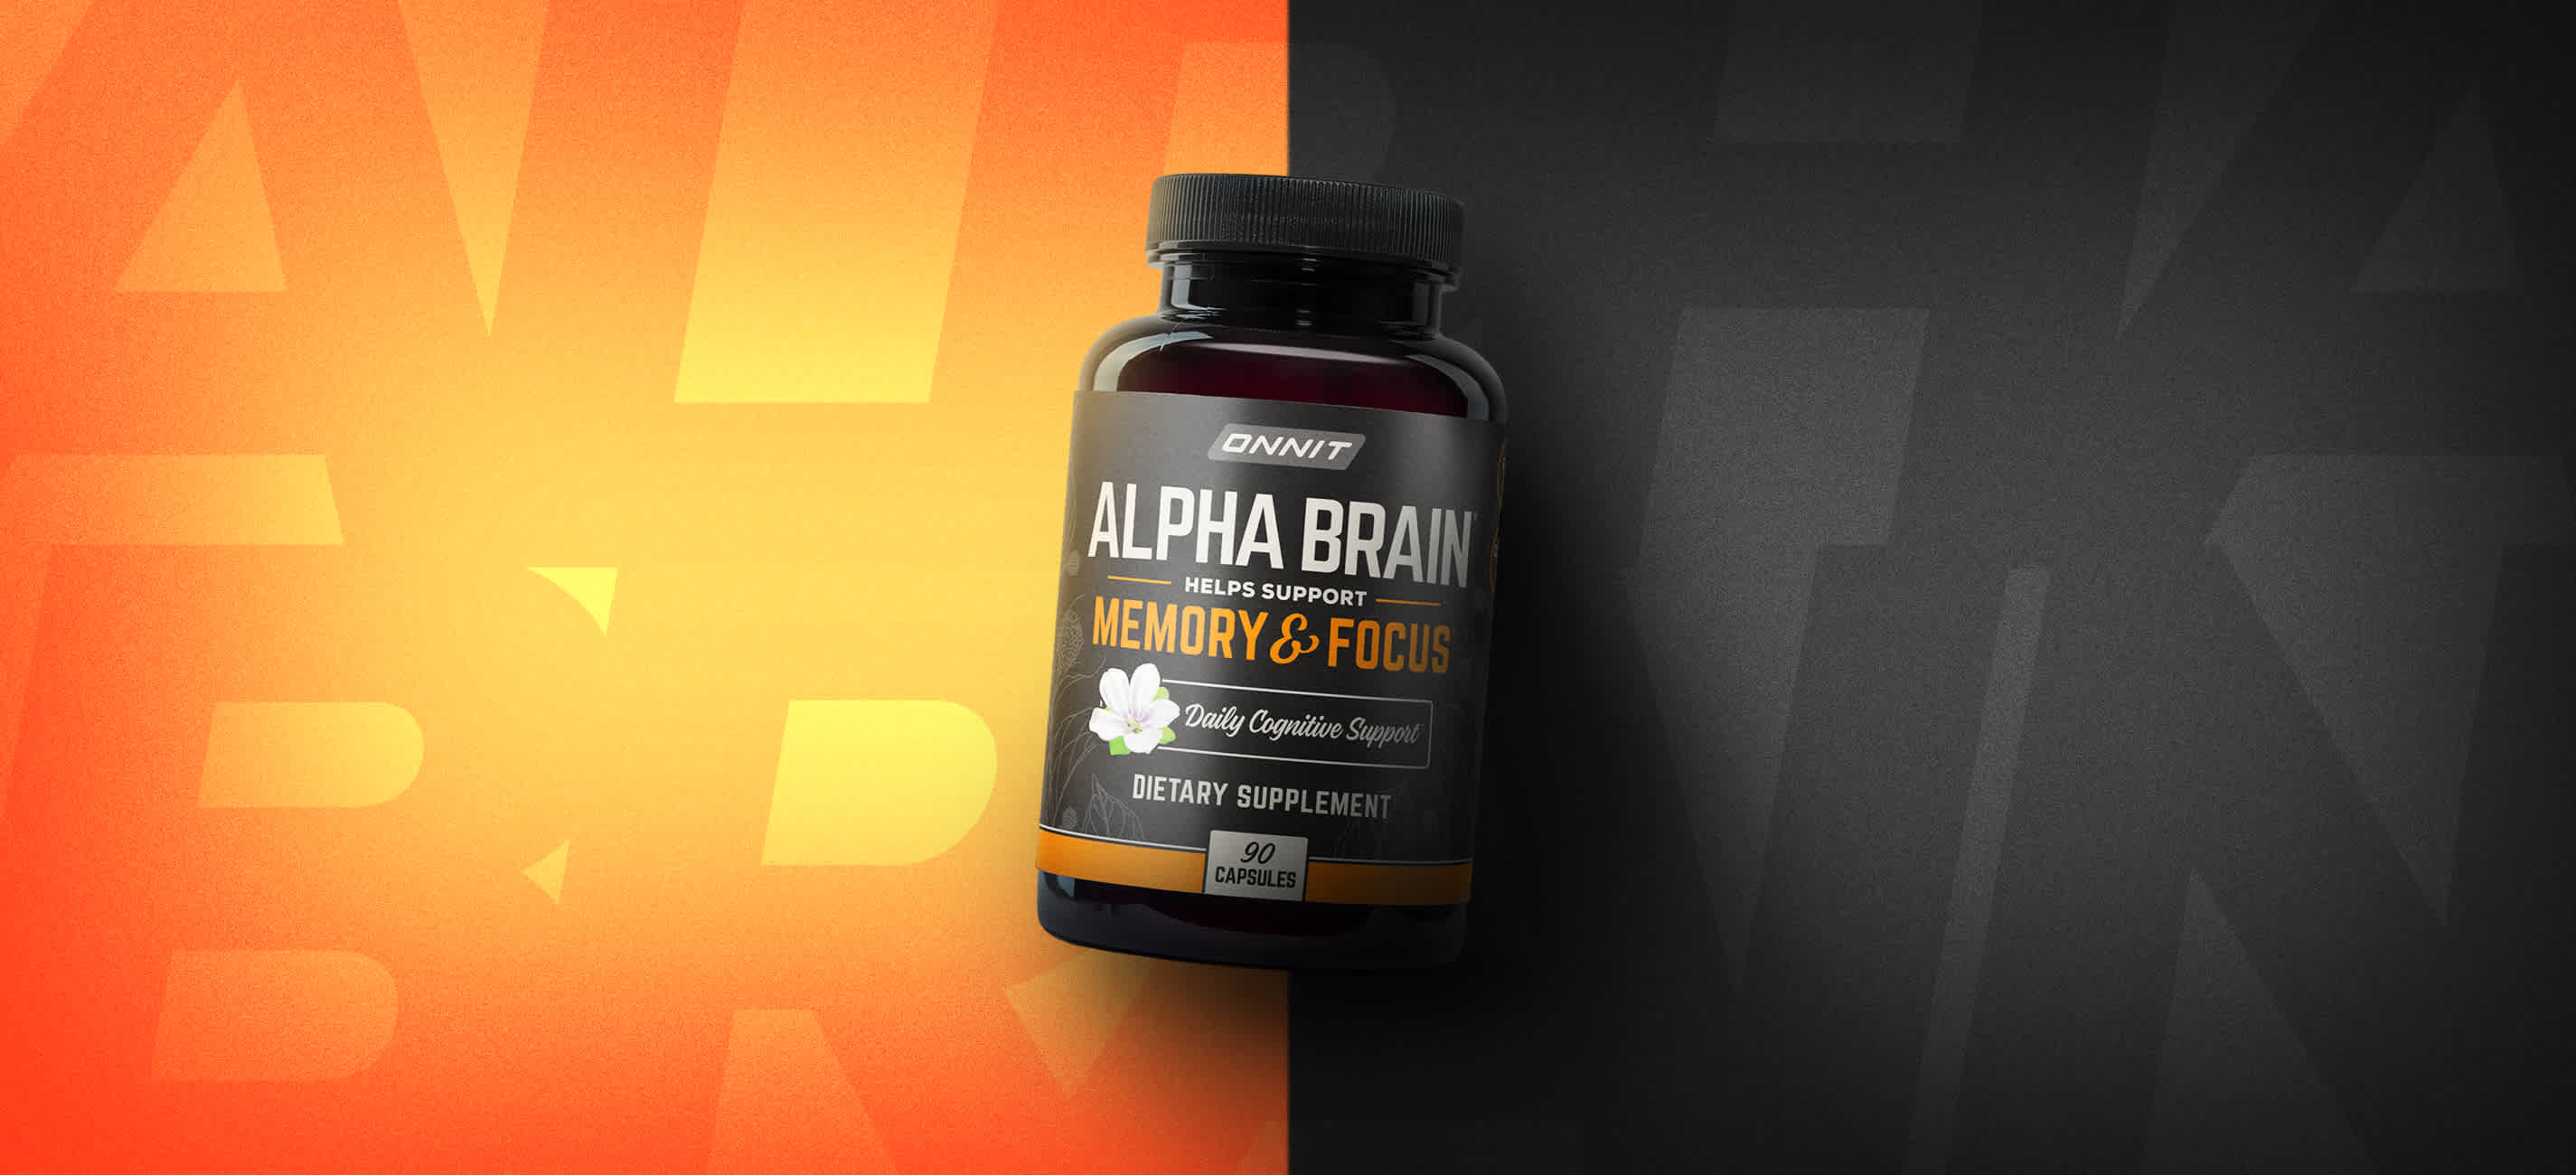 ONNIT
ALPHA BRAIN
HELPS SUPPORT
MEMORY & FOCUS
Daily Cognitive Support
DIETARY SUPPLEMENT
90
CAPSULES